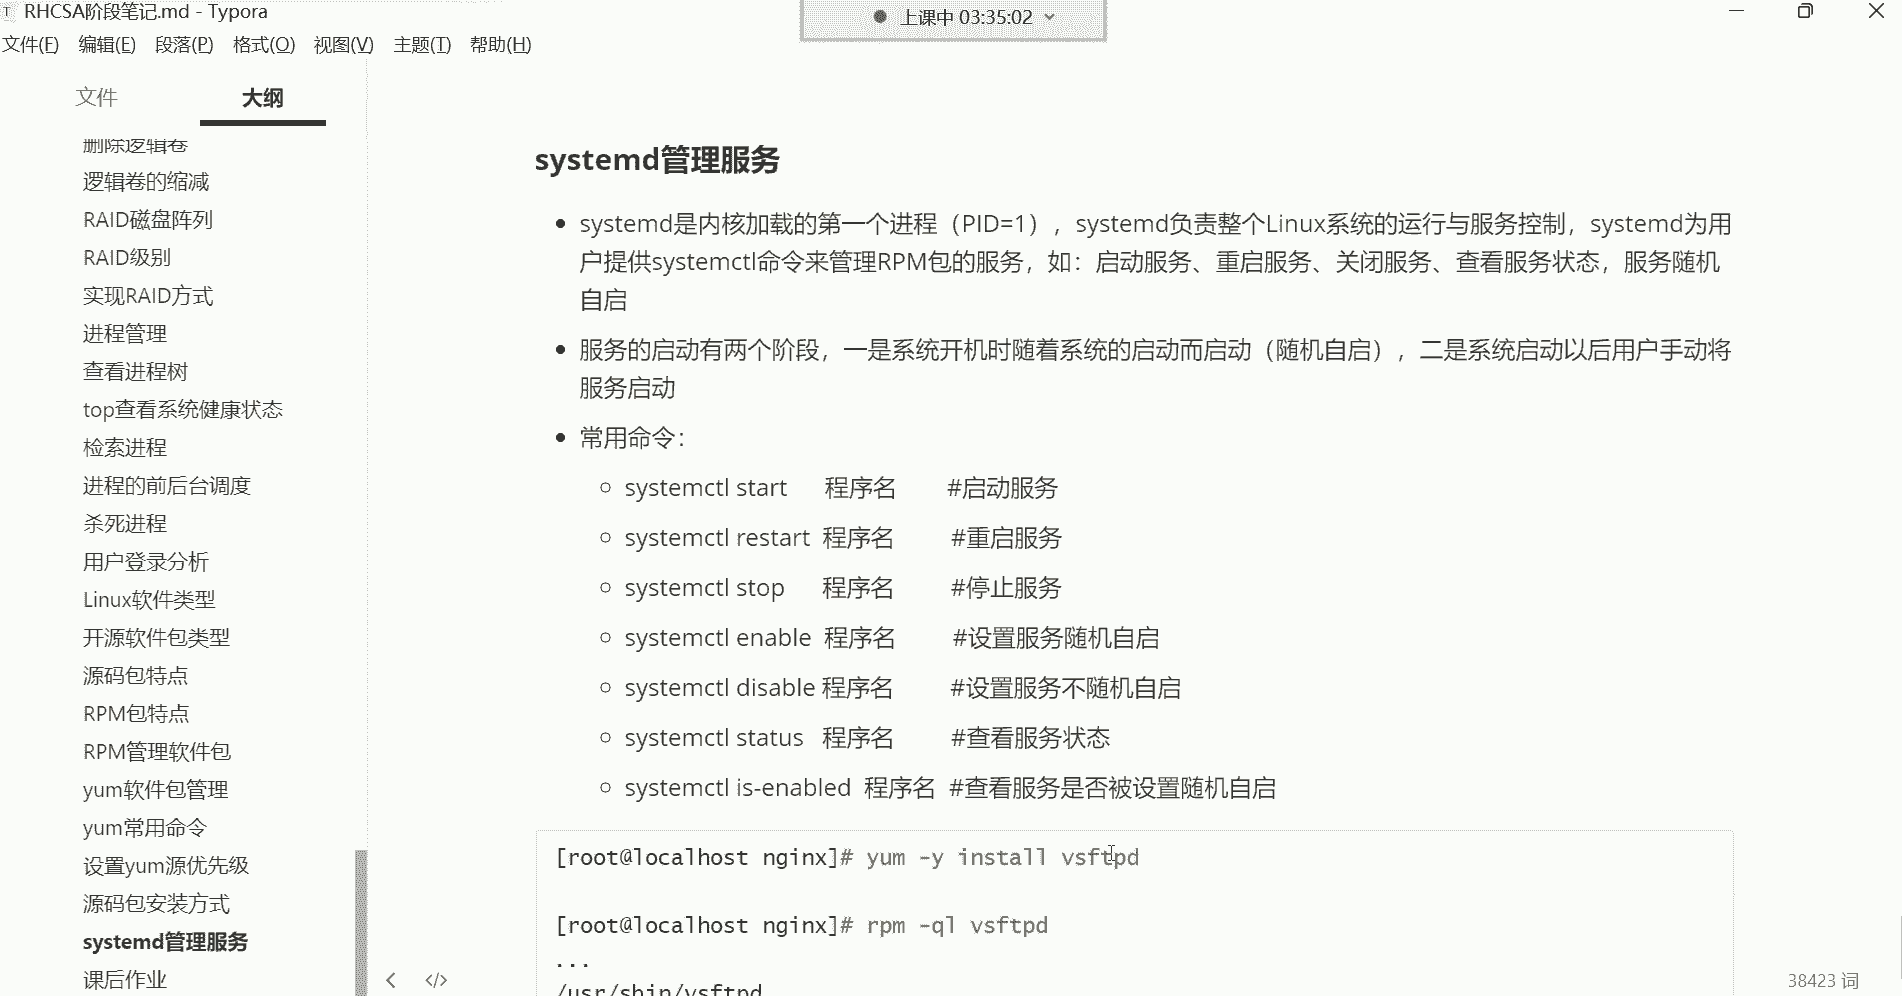 RHCSA阶段笔记.md - Typora
上课中 03:35:02
文件(F) 编辑(E) 段落(P) 格式(O) 视图(V) 主题(T) 帮助(H)
文件 大纲
删除逻辑卷
逻辑卷的缩减
RAID磁盘阵列
RAID级别
实现RAID方式
进程管理
查看进程树
top查看系统健康状态
检索进程
进程的前后台调度
杀死进程
用户登录分析
Linux软件类型
开源软件包类型
源码包特点
RPM包特点
RPM管理软件包
yum软件包管理
yum常用命令
设置yum源优先级
源码包安装方式
systemd管理服务
课后作业
systemd管理服务
systemd是内核加载的第一个进程（PID=1），systemd负责整个Linux系统的运行与服务控制，systemd为用
户提供systemctl命令来管理RPM包的服务，如：启动服务、重启服务、关闭服务、查看服务状态，服务随机
自启
服务的启动有两个阶段，一是系统开机时随着系统的启动而启动（随机自启），二是系统启动以后用户手动将
服务启动
常用命令：
systemctl start 程序名 #启动服务
systemctl restart 程序名 #重启服务
systemctl stop 程序名 #停止服务
systemctl enable 程序名 #设置服务随机自启
systemctl disable 程序名 #设置服务不随机自启
systemctl status 程序名 #查看服务状态
systemctl is-enabled 程序名 #查看服务是否被设置随机自启
[root@localhost nginx]# yum -y install vsftpd
[root@localhost nginx]# rpm -ql vsftpd
...
/usr/sbin/vsftpd
38423 词